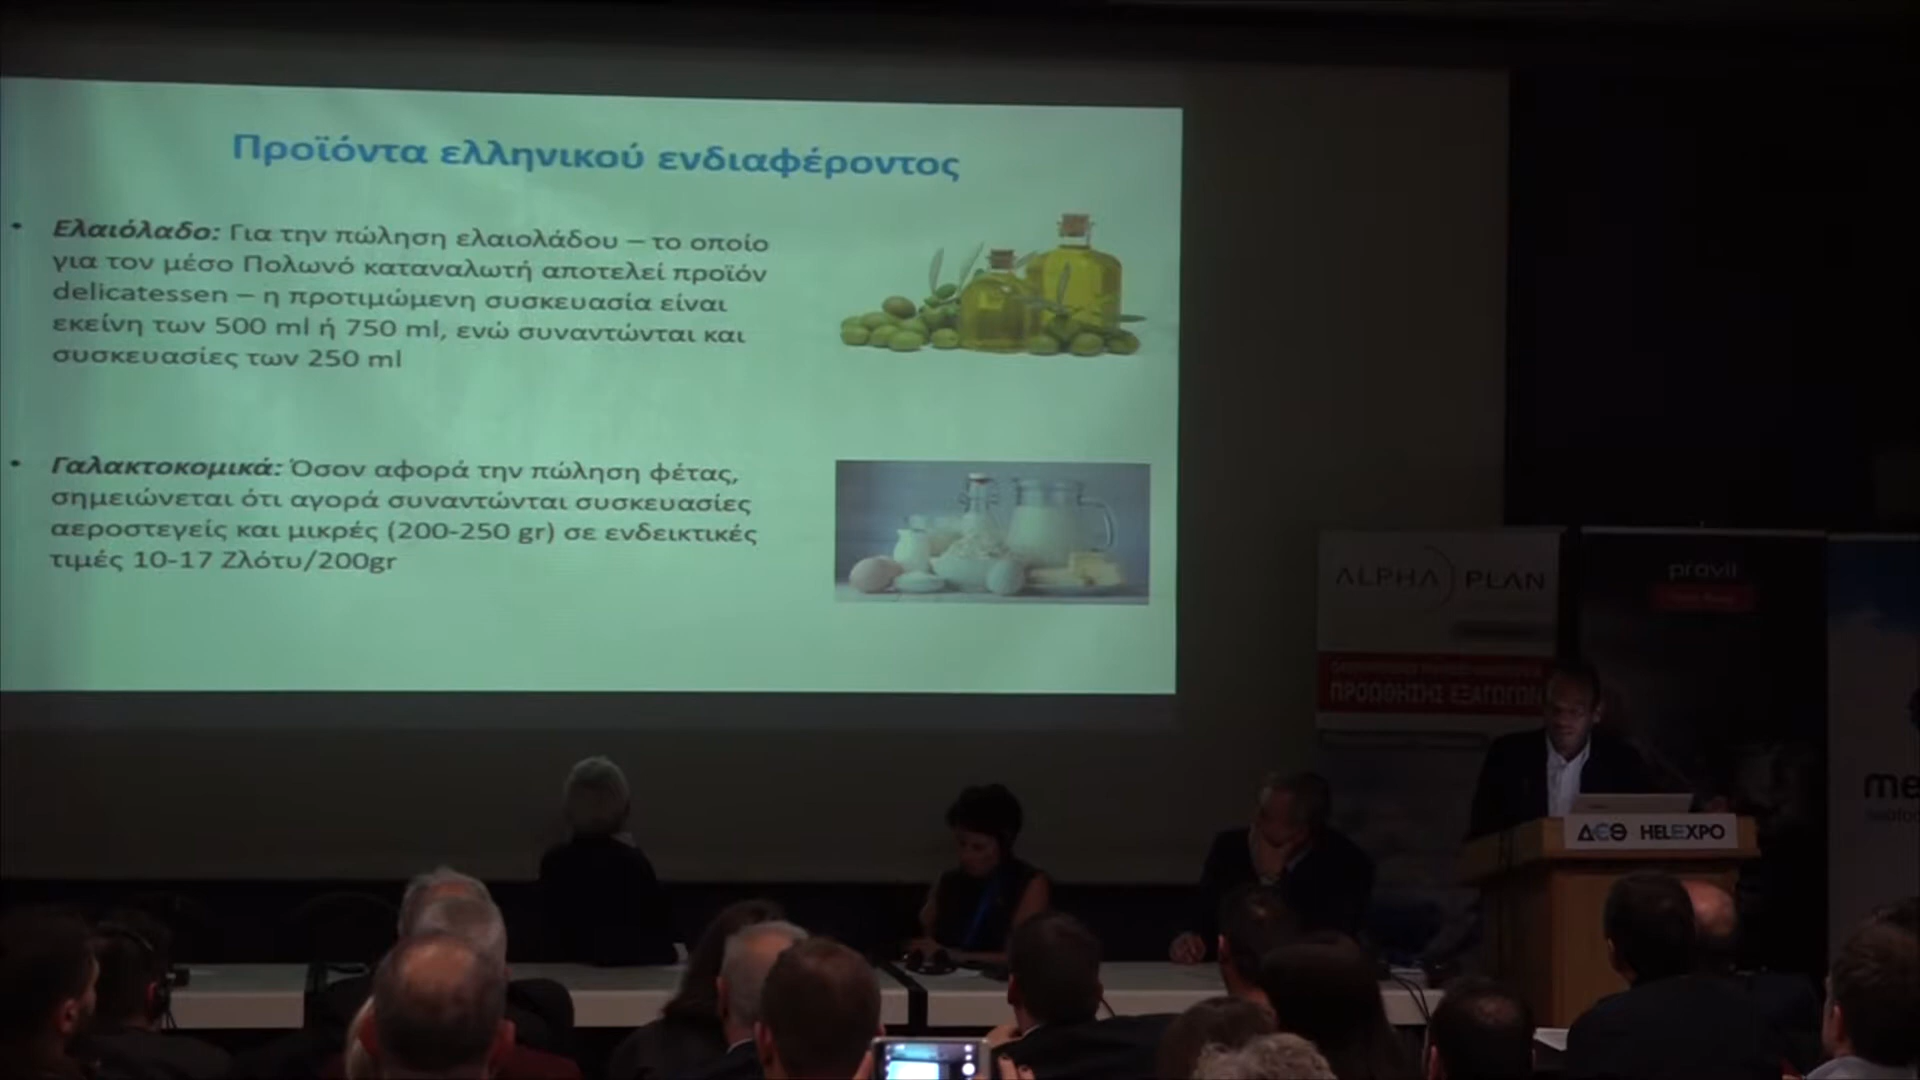 Προϊόντα ελληνικού ενδιαφέροντος
• Ελαιόλαδο: Για την πώληση ελαιολάδου – το οποίο
για τον μέσο Πολωνό καταναλωτή αποτελεί προϊόν
delicatessen – η προτιμώμενη συσκευασία είναι
εκείνη των 500 ml ή 750 ml, ενώ συναντώνται και
συσκευασίες των 250 ml
• Γαλακτοκομικά: Όσον αφορά την πώληση φέτας,
σημειώνεται ότι αγορά συναντώνται συσκευασίες
αεροστεγείς και μικρές (200-250 gr) σε ενδεικτικές
τιμές 10-17 Ζλότυ/200gr
ALPHA PLAN
ΠΡΟΩΘΗΣΗΣ ΕΞΑΓΩΓΩΝ
pravil
me
ΔΕΘ HELEXPO